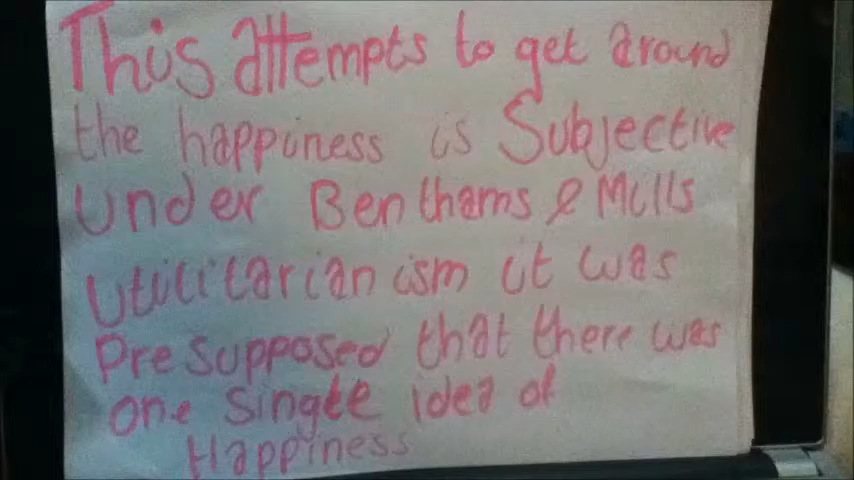 This attempts to get around
the happiness is Subjective
Under Benthams & Mills
Utilitarianism it was
Presupposed that there was
one single idea of
Happiness